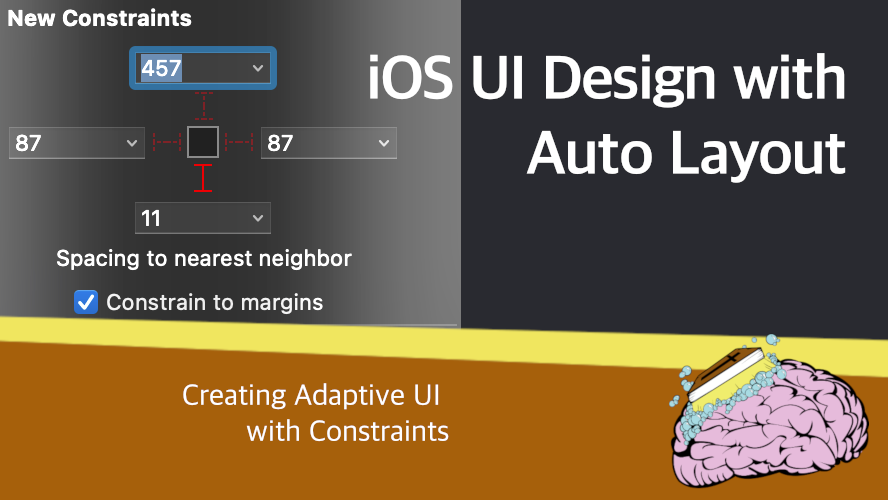 New Constraints
457
87
87
11
Spacing to nearest neighbor
Constrain to margins
iOS UI Design with
Auto Layout
Creating Adaptive UI
with Constraints